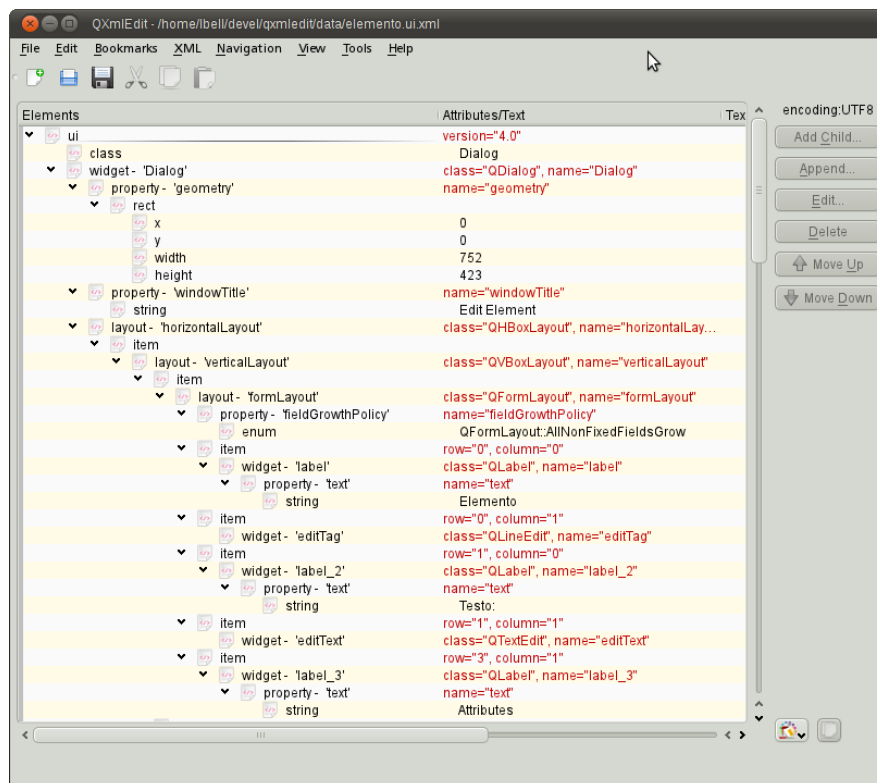 QXmlEdit - /home/lbell/devel/qxmledit/data/elemento.ui.xml
File Edit Bookmarks XML Navigation View Tools Help
Elements Attributes/Text Tex
encoding:UTF8
ui version="4.0"
class Dialog
widget - 'Dialog' class="QDialog", name="Dialog"
property - 'geometry' name="geometry"
rect
x 0
y 0
width 752
height 423
property - 'windowTitle' name="windowTitle"
string Edit Element
layout - 'horizontalLayout' class="QHBoxLayout", name="horizontalLay...
item
layout - 'verticalLayout' class="QVBoxLayout", name="verticalLayout"
item
layout - 'formLayout' class="QFormLayout", name="formLayout"
property - 'fieldGrowthPolicy' name="fieldGrowthPolicy"
enum QFormLayout::AllNonFixedFieldsGrow
item row="0", column="0"
widget - 'label' class="QLabel", name="label"
property - 'text' name="text"
string Elemento
item row="0", column="1"
widget - 'editTag' class="QLineEdit", name="editTag"
item row="1", column="0"
widget - 'label_2' class="QLabel", name="label_2"
property - 'text' name="text"
string Testo:
item row="1", column="1"
widget - 'editText' class="QTextEdit", name="editText"
item row="3", column="1"
widget - 'label_3' class="QLabel", name="label_3"
property - 'text' name="text"
string Attributes
Add Child...
Append...
Edit...
Delete
Move Up
Move Down